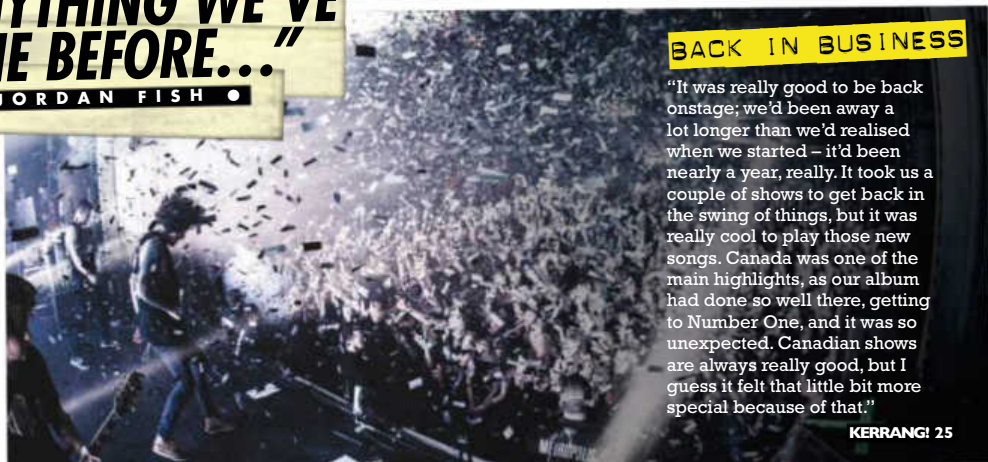 YTHING WE'VE
E BEFORE…”
JORDAN FISH ●
BACK IN BUSINESS
“It was really good to be back
onstage; we’d been away a
lot longer than we’d realised
when we started – it’d been
nearly a year, really. It took us a
couple of shows to get back in
the swing of things, but it was
really cool to play those new
songs. Canada was one of the
main highlights, as our album
had done so well there, getting
to Number One, and it was so
unexpected. Canadian shows
are always really good, but I
guess it felt that little bit more
special because of that.”
KERRANG! 25